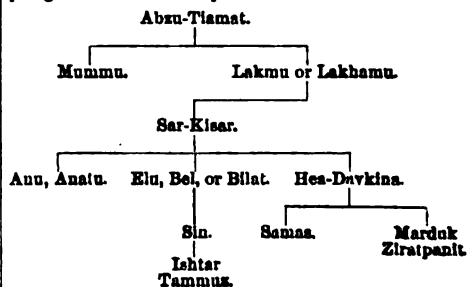 Abzu-Tiamat.
Mummu. Lakmu or Lakhamu.
Sar-Kisar.
Anu, Anatu. Elu, Bel, or Bilat. Hea-Davkina.
Sin. Samas. Marduk
Ziratpanit.
Ishtar
Tammuz.